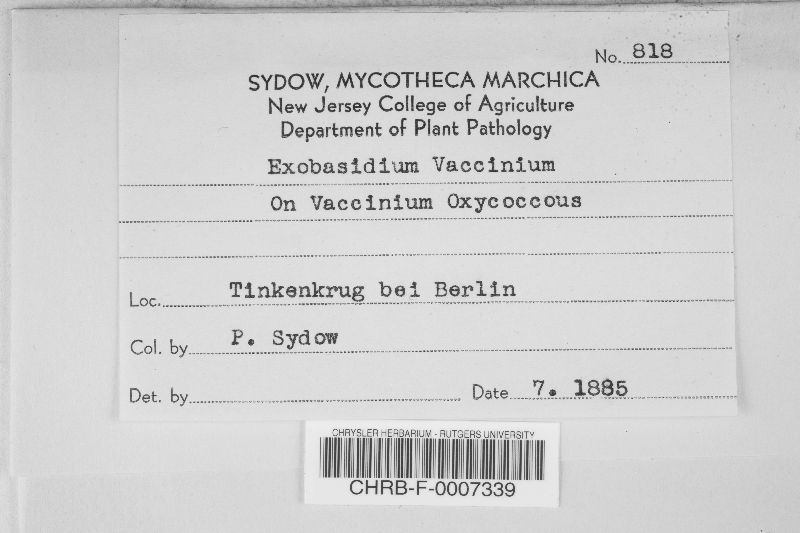 No. 818
SYDOW, MYCOTHECA MARCHICA
New Jersey College of Agriculture
Department of Plant Pathology
Exobasidium Vaccinium
On Vaccinium Oxycoccous
Loc. Tinkenkrug bei Berlin
Col. by P. Sydow
Det. by Date 7. 1885
CHRYSLER HERBARIUM - RUTGERS UNIVERSITY
CHRB-F-0007339